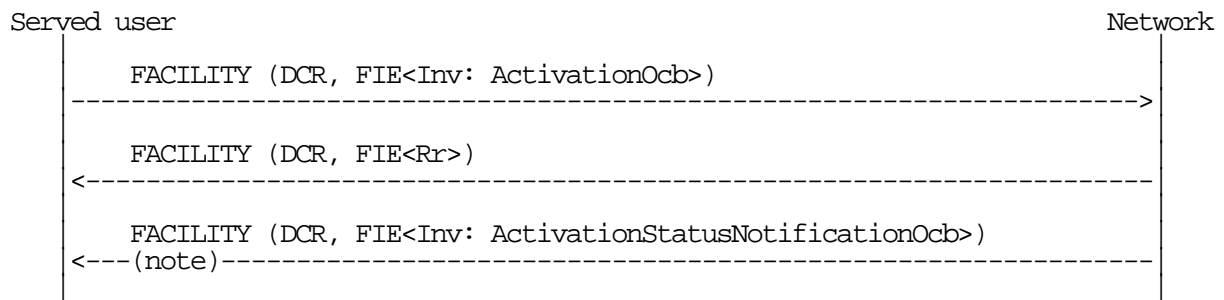 Served user Network
FACILITY (DCR, FIE<Inv: ActivationOcb>)
FACILITY (DCR, FIE<Rr>)
FACILITY (DCR, FIE<Inv: ActivationStatusNotificationOcb>)
(note)